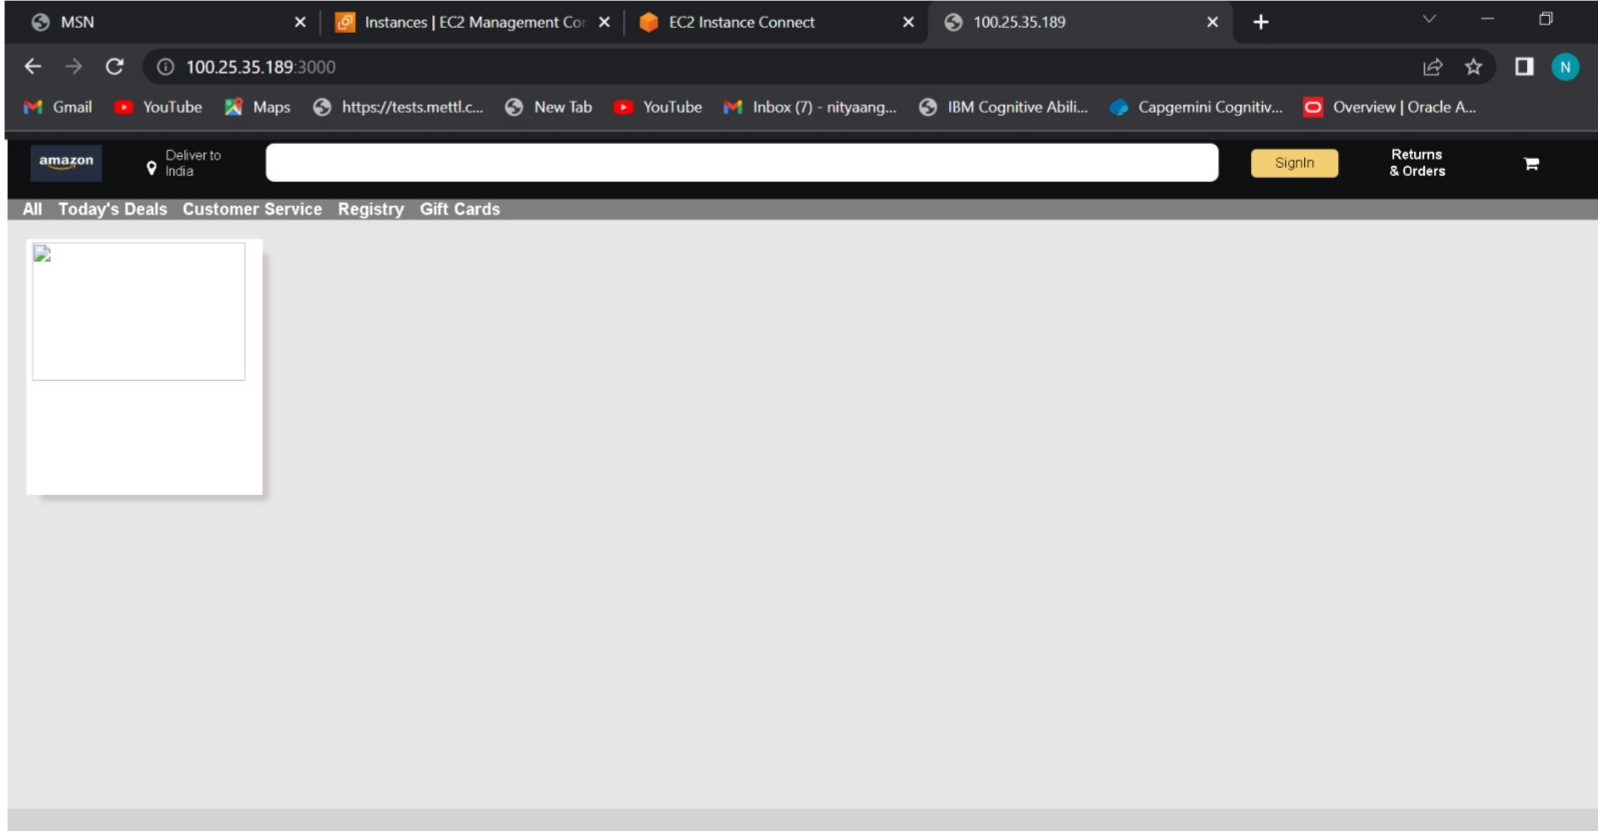 MSN Instances | EC2 Management Con EC2 Instance Connect 100.25.35.189
100.25.35.189:3000 N
Gmail YouTube Maps https://tests.mettl.c... New Tab YouTube Inbox (7) - nityaang... IBM Cognitive Abili... Capgemini Cognitiv... Overview | Oracle A...
amazon Deliver to SignIn Returns
India & Orders
All Today's Deals Customer Service Registry Gift Cards